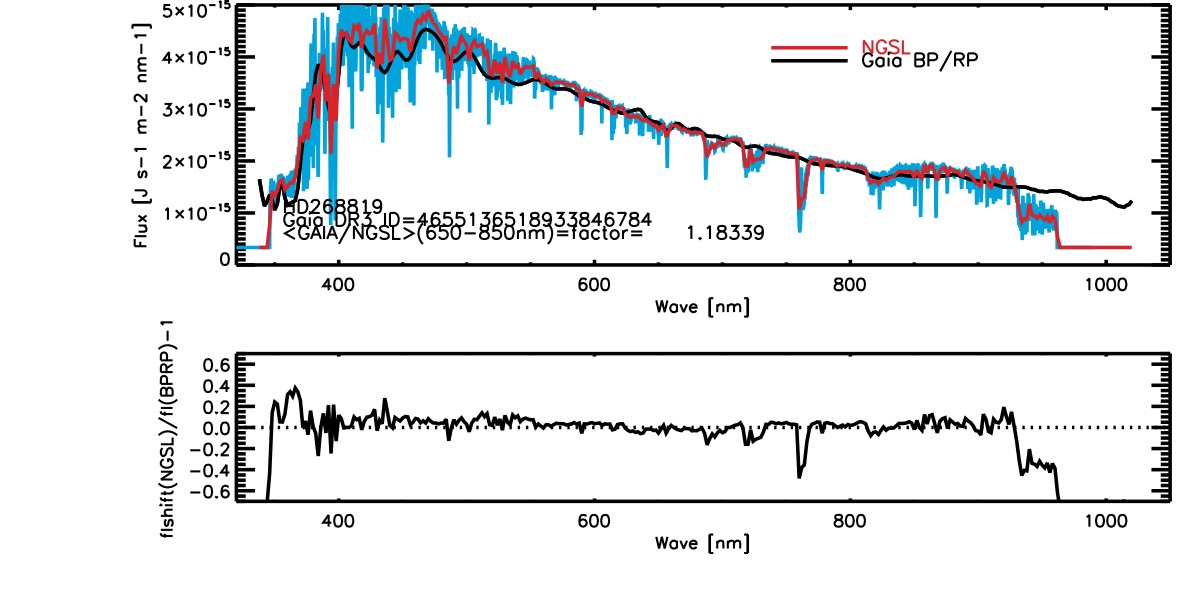 5×10−15
4×10−15
3×10−15
2×10−15
1×10−15
0
Flux [J s−1 m−2 nm−1]
NGSL
Gaia BP/RP
HD268819
Gaia DR3 ID=4655136518933846784
<GAIA/NGSL>(650−850nm)=factor= 1.18339
400 600 800 1000
Wave [nm]
flshift(NGSL)/fl(BPRP)−1
0.6
0.4
0.2
0.0
−0.2
−0.4
−0.6
400 600 800 1000
Wave [nm]